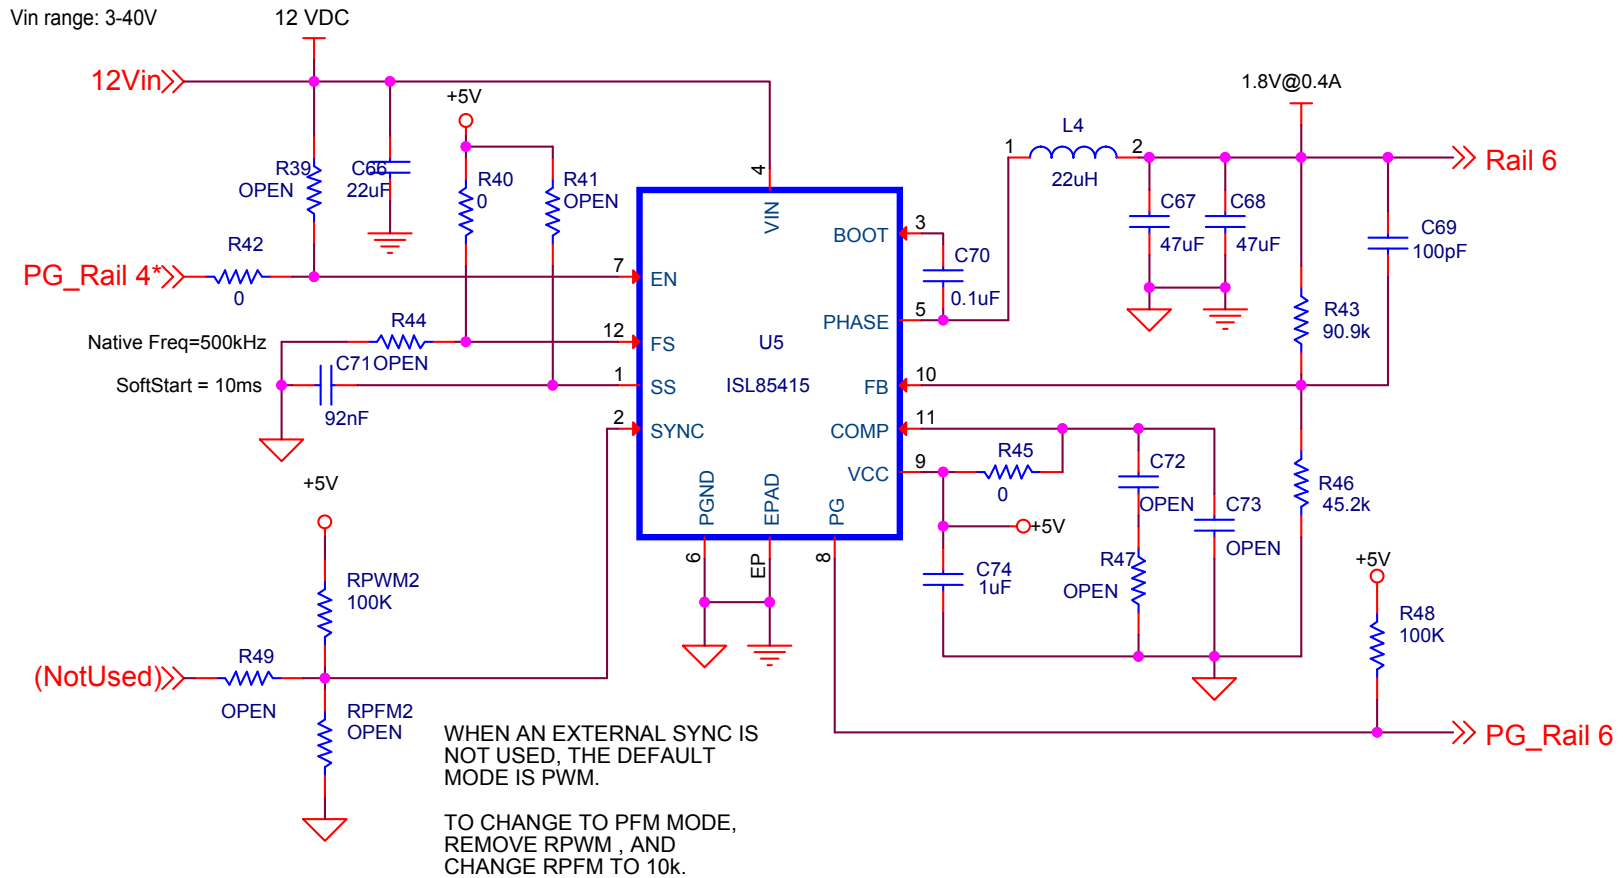 Vin range: 3-40V
12 VDC
12Vin
+5V
1.8V@0.4A
L4
1
2
22uH
Rail 6
R39
OPEN
C66
22uF
R40
0
R41
OPEN
4
VIN
C67
47uF
C68
47uF
C69
100pF
R42
0
PG_Rail 4*
7
EN
BOOT
3
C70
0.1uF
PHASE
5
R43
90.9k
Native Freq=500kHz
R44
OPEN
12
FS
U5
ISL85415
SoftStart = 10ms
C71
92nF
1
SS
FB
10
2
SYNC
COMP
11
VCC
9
R45
0
C72
OPEN
C73
OPEN
R46
45.2k
PGND
EPAD
PG
6
EP
8
+5V
C74
1uF
R47
OPEN
+5V
R48
100K
+5V
RPWM2
100K
(NotUsed)
R49
OPEN
RPFM2
OPEN
PG_Rail 6
WHEN AN EXTERNAL SYNC IS
NOT USED, THE DEFAULT
MODE IS PWM.
TO CHANGE TO PFM MODE,
REMOVE RPWM , AND
CHANGE RPFM TO 10k.